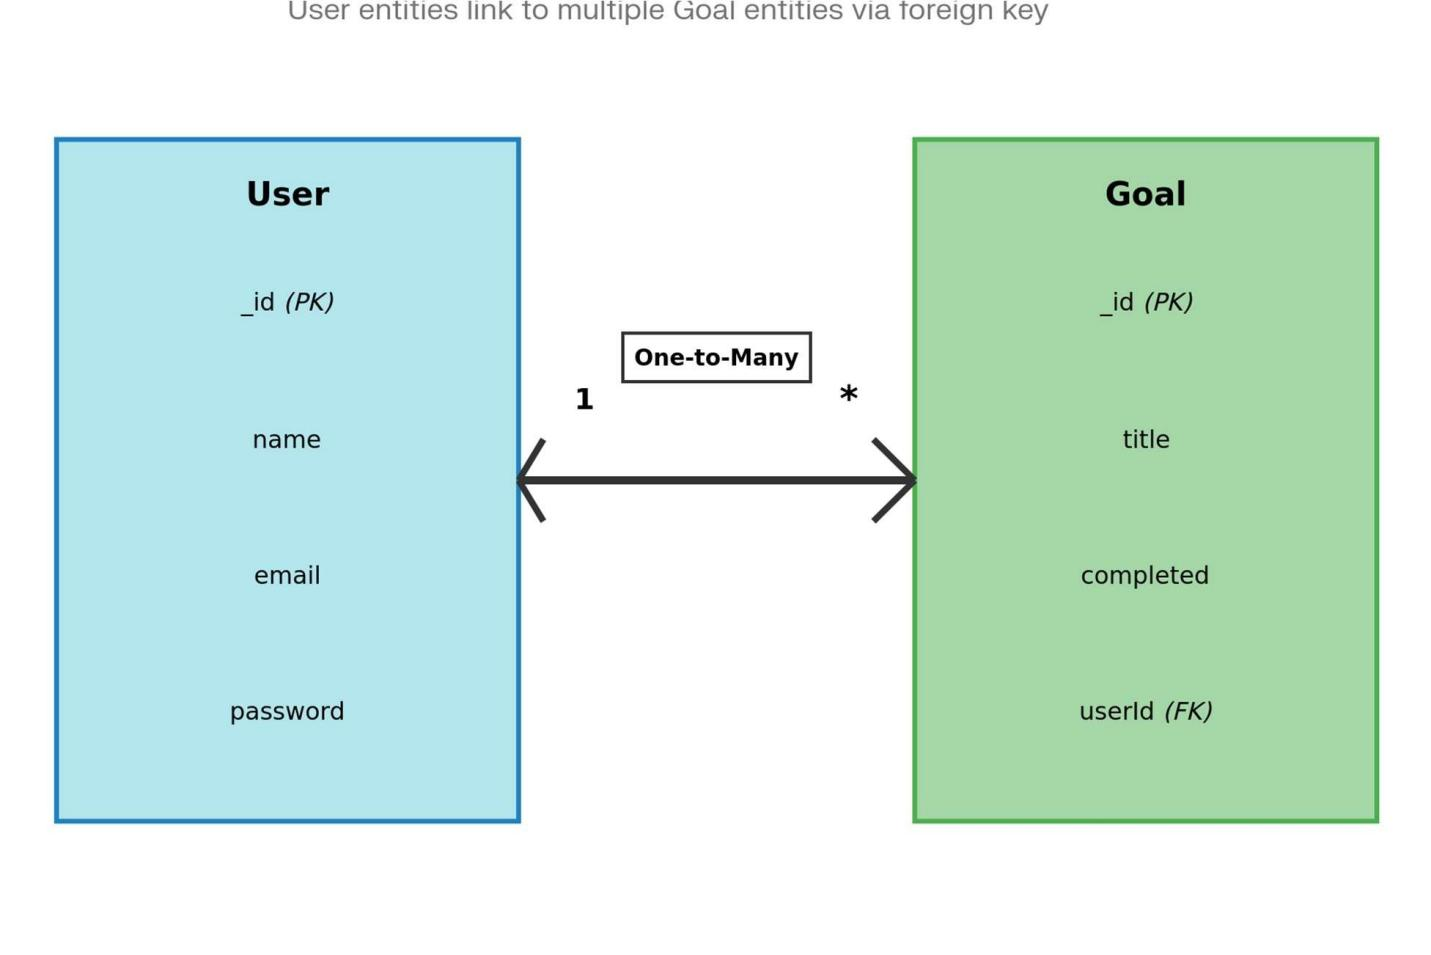 User entities link to multiple Goal entities via foreign key
User
_id (PK)
name
email
password
One-to-Many
1
*
Goal
_id (PK)
title
completed
userId (FK)